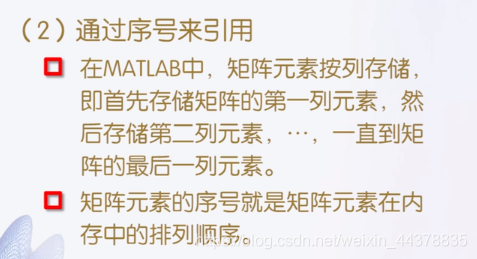 （2）通过序号来引用
在MATLAB中，矩阵元素按列存储，
即首先存储矩阵的第一列元素，然
后存储第二列元素，…，一直到矩
阵的最后一列元素。
矩阵元素的序号就是矩阵元素在内
存中的排列顺序。
https://blog.csdn.net/weixin_44378835